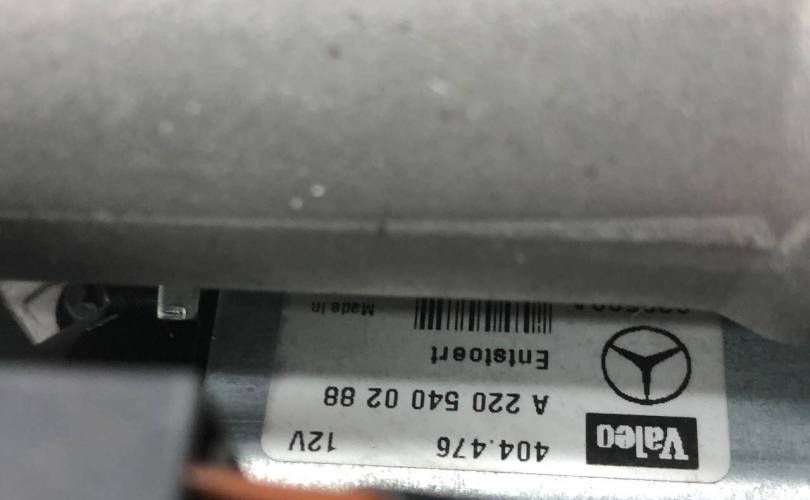 Valeo 404.476 12V
A 220 540 02 88
Entstoert
Made in